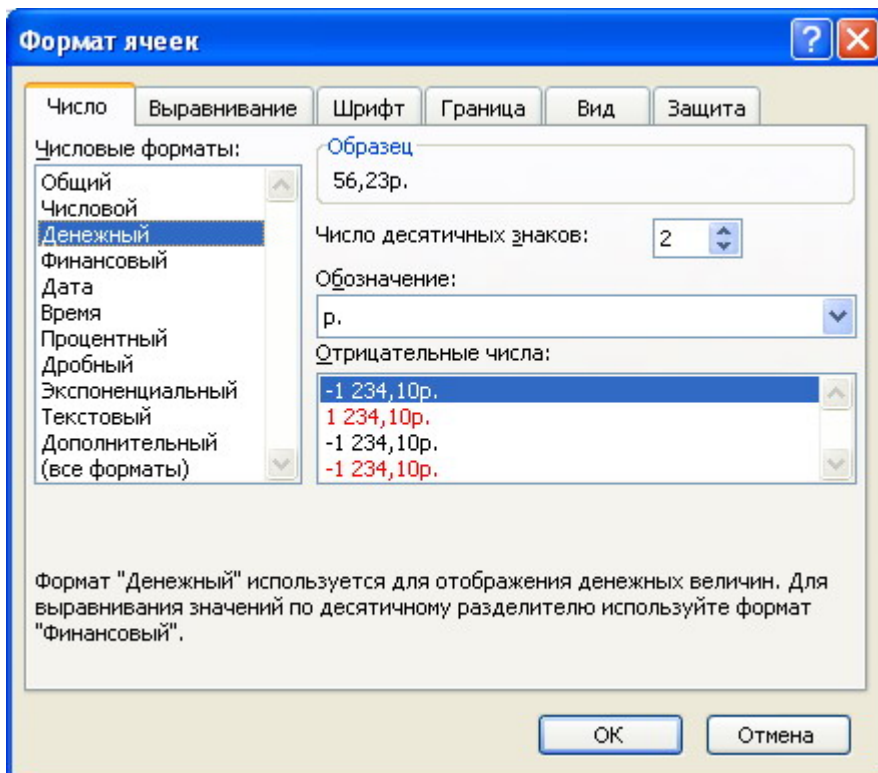 Формат ячеек
Число Выравнивание Шрифт Граница Вид Защита
Числовые форматы:
Общий
Числовой
Денежный
Финансовый
Дата
Время
Процентный
Дробный
Экспоненциальный
Текстовый
Дополнительный
(все форматы)
Образец
56,23р.
Число десятичных знаков: 2
Обозначение:
р.
Отрицательные числа:
-1 234,10р.
1 234,10р.
-1 234,10р.
-1 234,10р.
Формат "Денежный" используется для отображения денежных величин. Для
выравнивания значений по десятичному разделителю используйте формат
"Финансовый".
ОК Отмена